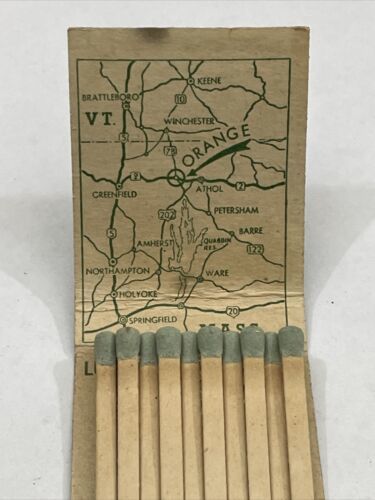 KEENE
BRATTLEBORO
10
VT.
WINCHESTER
5
ORANGE
78
2
2
GREENFIELD
ATHOL
202
PETERSHAM
BARRE
AMHERST
QUABBIN
RES.
5
122
NORTHAMPTON
WARE
HOLYOKE
20
SPRINGFIELD
MASS